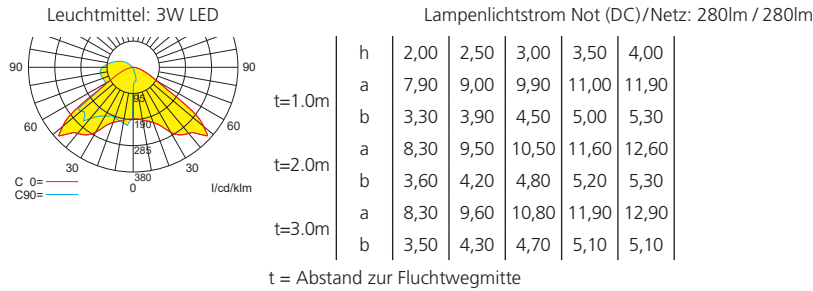 Leuchtmittel: 3W LED
Lampenlichtstrom Not (DC)/Netz: 280lm / 280lm
90 90
95
60 190 60
285
30 30
380
0
C 0=
C90=
I/cd/klm
h 2,00 2,50 3,00 3,50 4,00
t=1.0m
a 7,90 9,00 9,90 11,00 11,90
b 3,30 3,90 4,50 5,00 5,30
t=2.0m
a 8,30 9,50 10,50 11,60 12,60
b 3,60 4,20 4,80 5,20 5,30
t=3.0m
a 8,30 9,60 10,80 11,90 12,90
b 3,50 4,30 4,70 5,10 5,10
t = Abstand zur Fluchtwegmitte